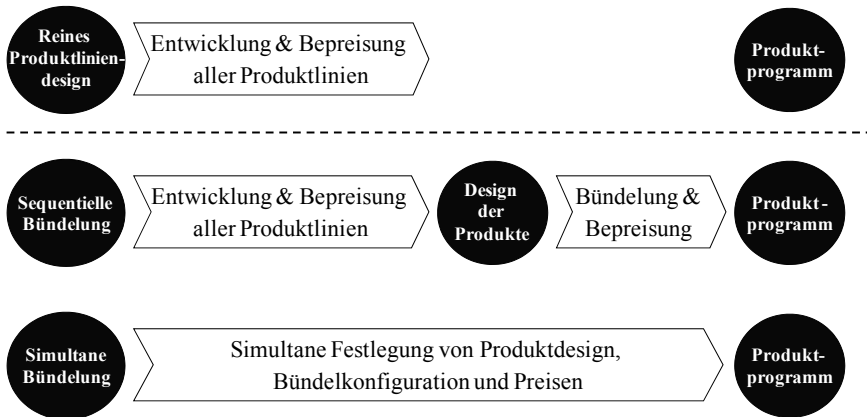 Reines
Produktlinien-
design
Entwicklung & Bepreisung
aller Produktlinien
Produkt-
programm
Sequentielle
Bündelung
Entwicklung & Bepreisung
aller Produktlinien
Design
der
Produkte
Bündelung &
Bepreisung
Produkt-
programm
Simultane
Bündelung
Simultane Festlegung von Produktdesign,
Bündelkonfiguration und Preisen
Produkt-
programm